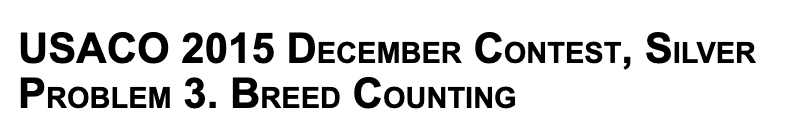 USACO 2015 December Contest, Silver
Problem 3. Breed Counting